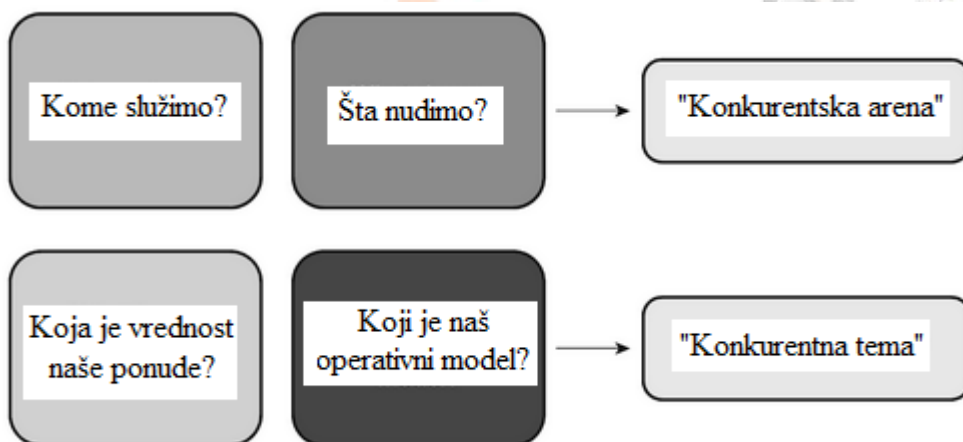 Kome služimo?
Šta nudimo?
"Konkurentska arena"
Koja je vrednost
naše ponude?
Koji je naš
operativni model?
"Konkurentna tema"